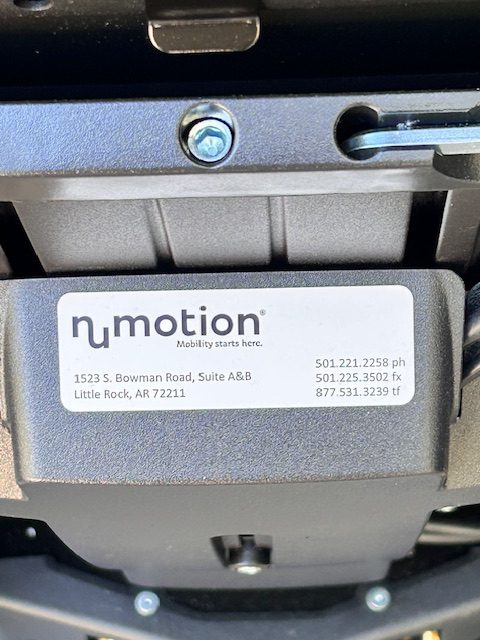 numotion®
Mobility starts here.
1523 S. Bowman Road, Suite A&B
Little Rock, AR 72211
501.221.2258 ph
501.225.3502 fx
877.531.3239 tf